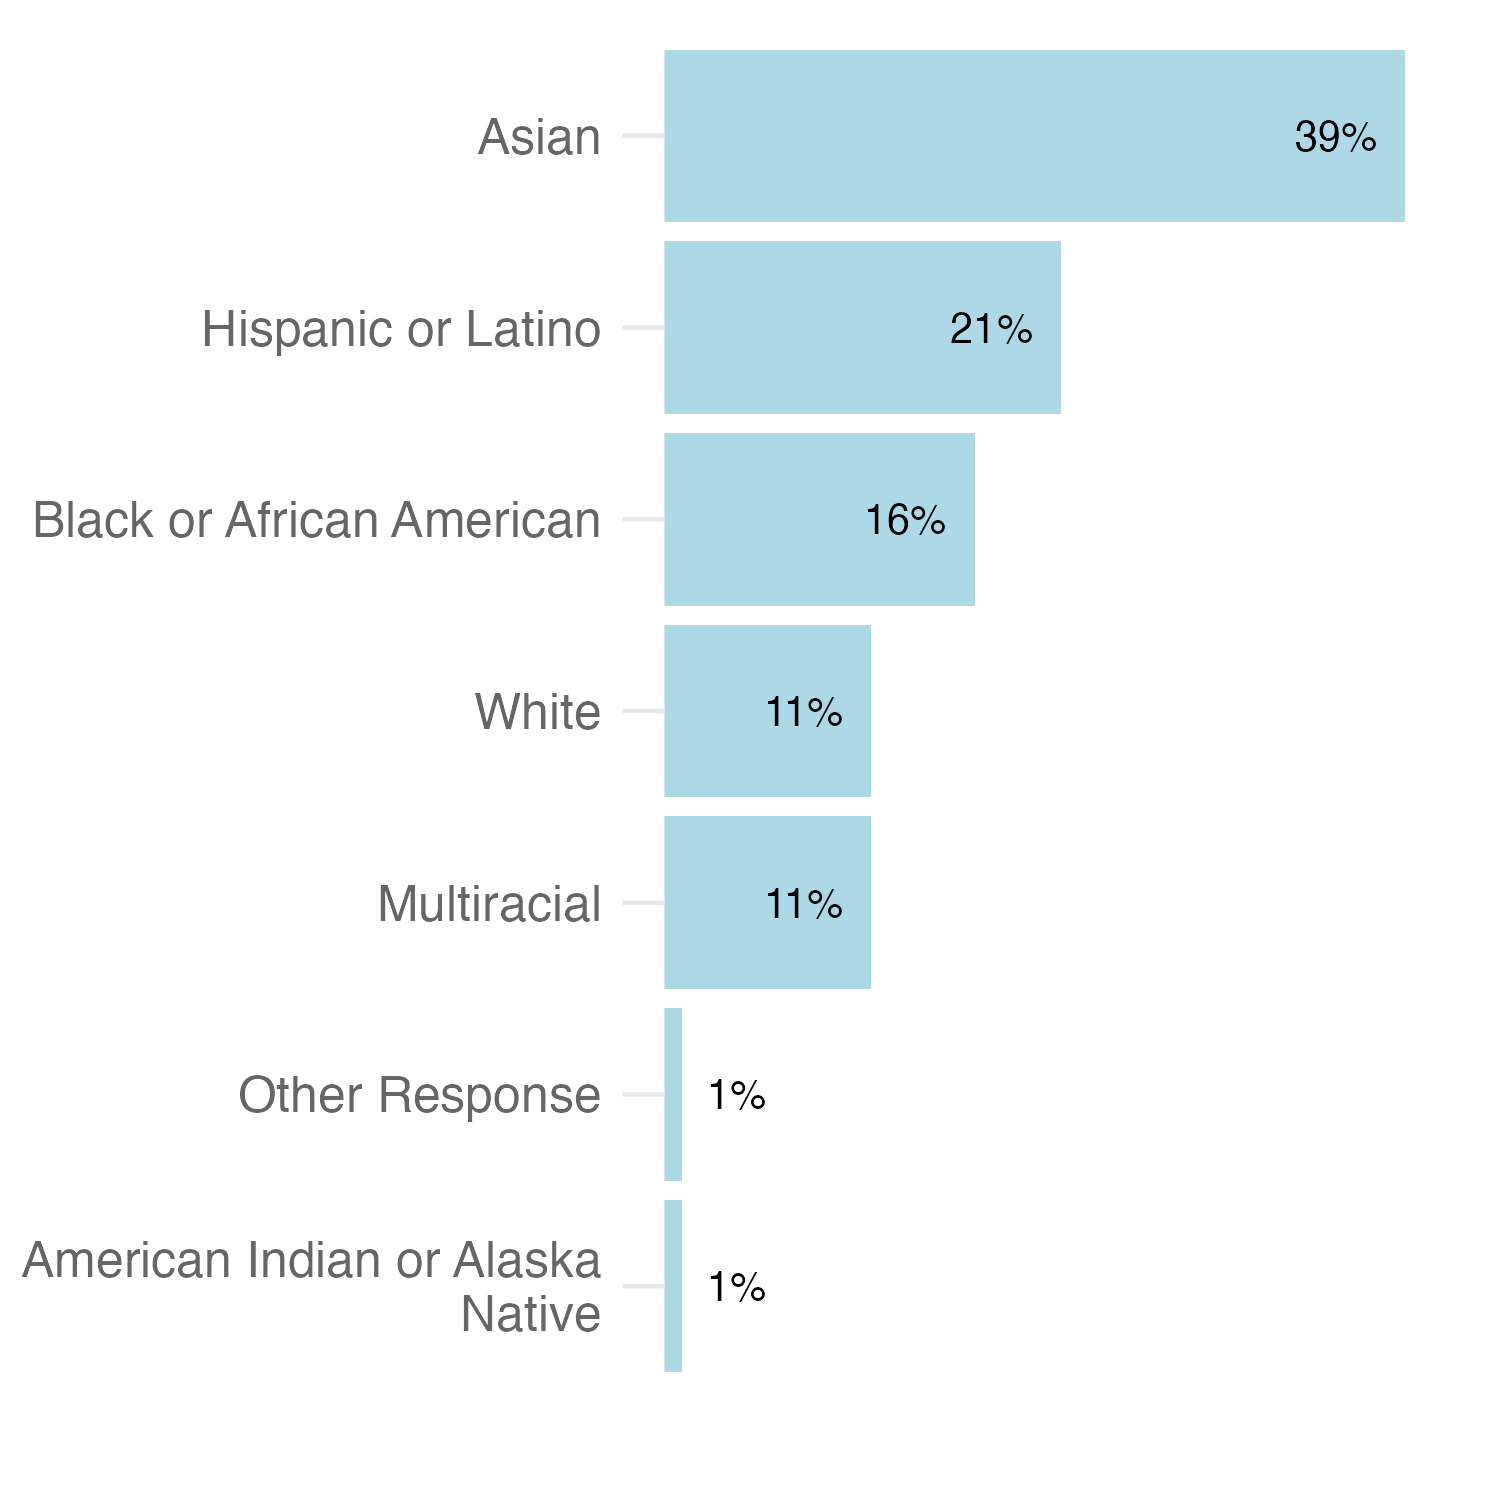 Asian 39%
Hispanic or Latino 21%
Black or African American 16%
White 11%
Multiracial 11%
Other Response 1%
American Indian or Alaska
Native 1%